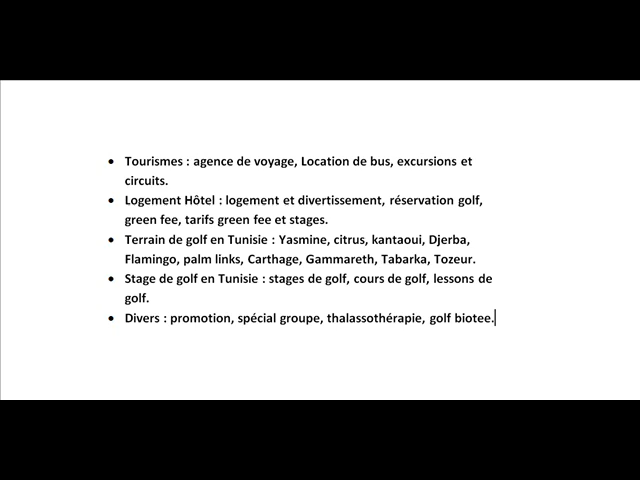 • Tourismes : agence de voyage, Location de bus, excursions et
circuits.
• Logement Hôtel : logement et divertissement, réservation golf,
green fee, tarifs green fee et stages.
• Terrain de golf en Tunisie : Yasmine, citrus, kantaoui, Djerba,
Flamingo, palm links, Carthage, Gammareth, Tabarka, Tozeur.
• Stage de golf en Tunisie : stages de golf, cours de golf, lessons de
golf.
• Divers : promotion, spécial groupe, thalassothérapie, golf biotee.